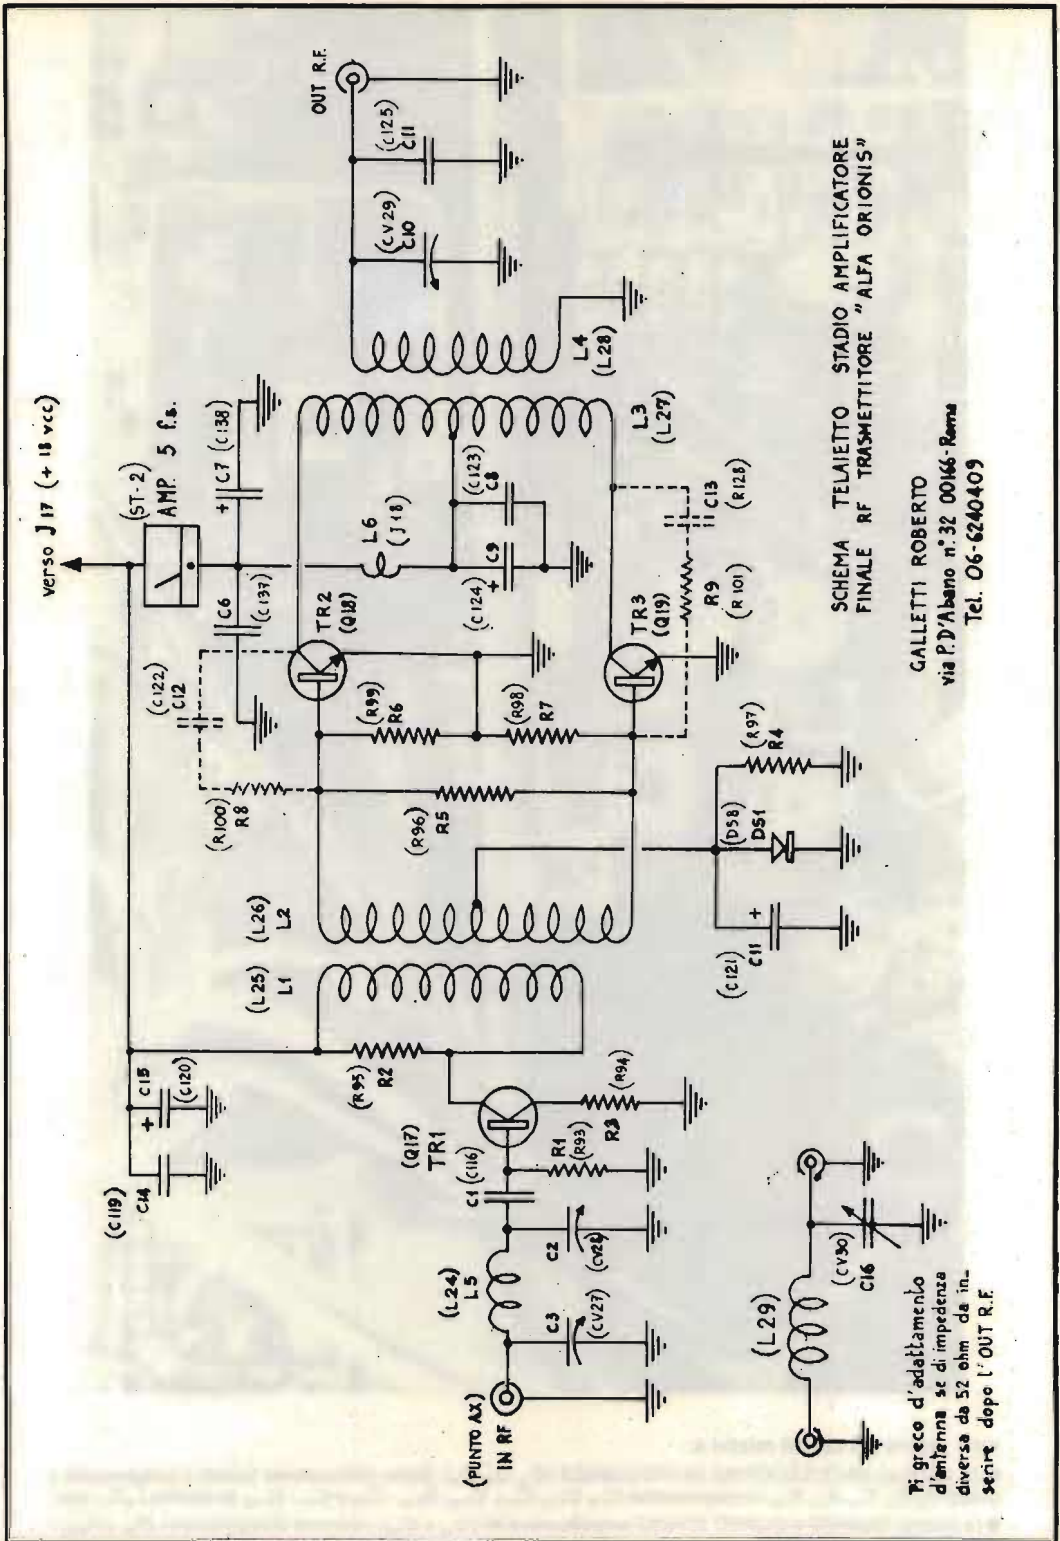 verso J 17 (+ 13 vcc)
(ST-2)
AMP. 5 f.s.
OUT R.F.
(C125)
C11
(CV29)
C10
L4
(L28)
L3
(L27)
+ C7 (C138)
C6
(C137)
L6
(J18)
(C123)
C8
+ C9
(C124)
TR2
(Q18)
TR3
(Q19)
C13
(R128)
R9
(R101)
(C122)
C12
(R100)
R8
(R99)
R6
(R98)
R7
(R96)
R5
(R97)
R4
(DS8)
DS1
+
(C121)
C11
(L26)
L2
(L25)
L1
(R95)
R2
+ C15
(C120)
(C119)
C14
(Q17)
TR1
(C116)
C1
R1
(R93)
(R94)
R3
(L24)
L5
C2
(CV28)
C3
(CV27)
(PUNTO AX)
IN RF
(L29)
(CV30)
C16
Pi greco d'adattamento
d'antenna se di impedenza
diversa da 52 ohm da in_
serire dopo l'OUT R.F.
SCHEMA TELAIETTO STADIO AMPLIFICATORE
FINALE RF TRASMETTITORE "ALFA ORIONIS"
GALLETTI ROBERTO
via P. D'Abano n° 32 00166-Roma
Tel. 06-6240409